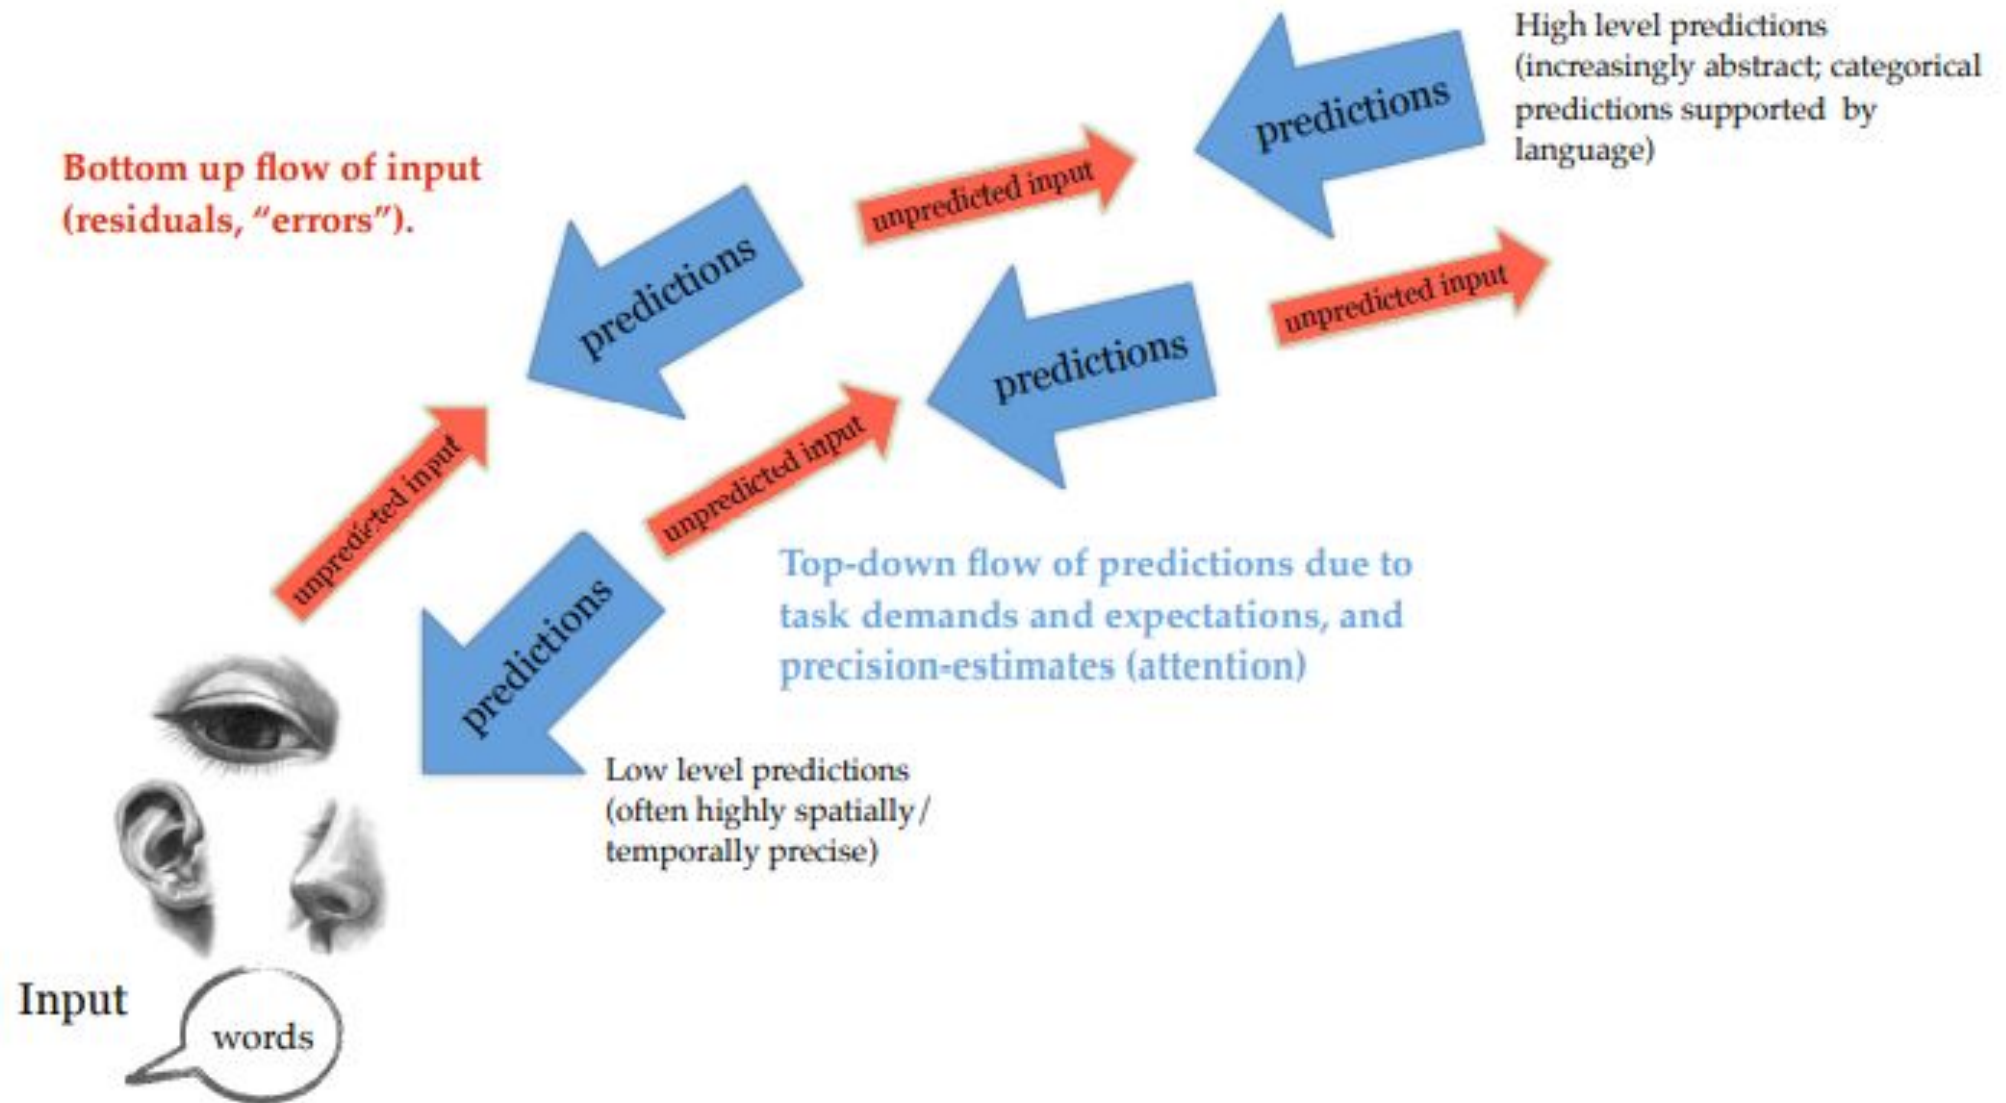 High level predictions
(increasingly abstract; categorical
predictions supported by
language)
predictions
Bottom up flow of input
(residuals, “errors”).
unpredicted input
predictions
unpredicted input
predictions
unpredicted input
unpredicted input
predictions
Top-down flow of predictions due to
task demands and expectations, and
precision-estimates (attention)
Low level predictions
(often highly spatially/
temporally precise)
Input
words